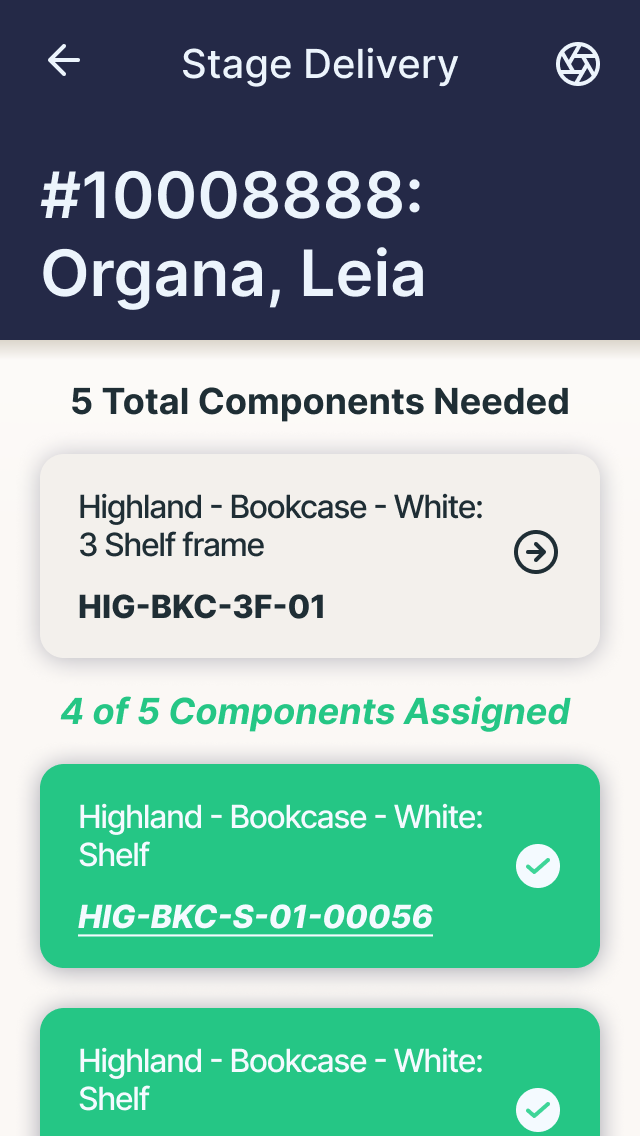 Stage Delivery
#10008888:
Organa, Leia
5 Total Components Needed
Highland - Bookcase - White:
3 Shelf frame
HIG-BKC-3F-01
4 of 5 Components Assigned
Highland - Bookcase - White:
Shelf
HIG-BKC-S-01-00056
Highland - Bookcase - White:
Shelf